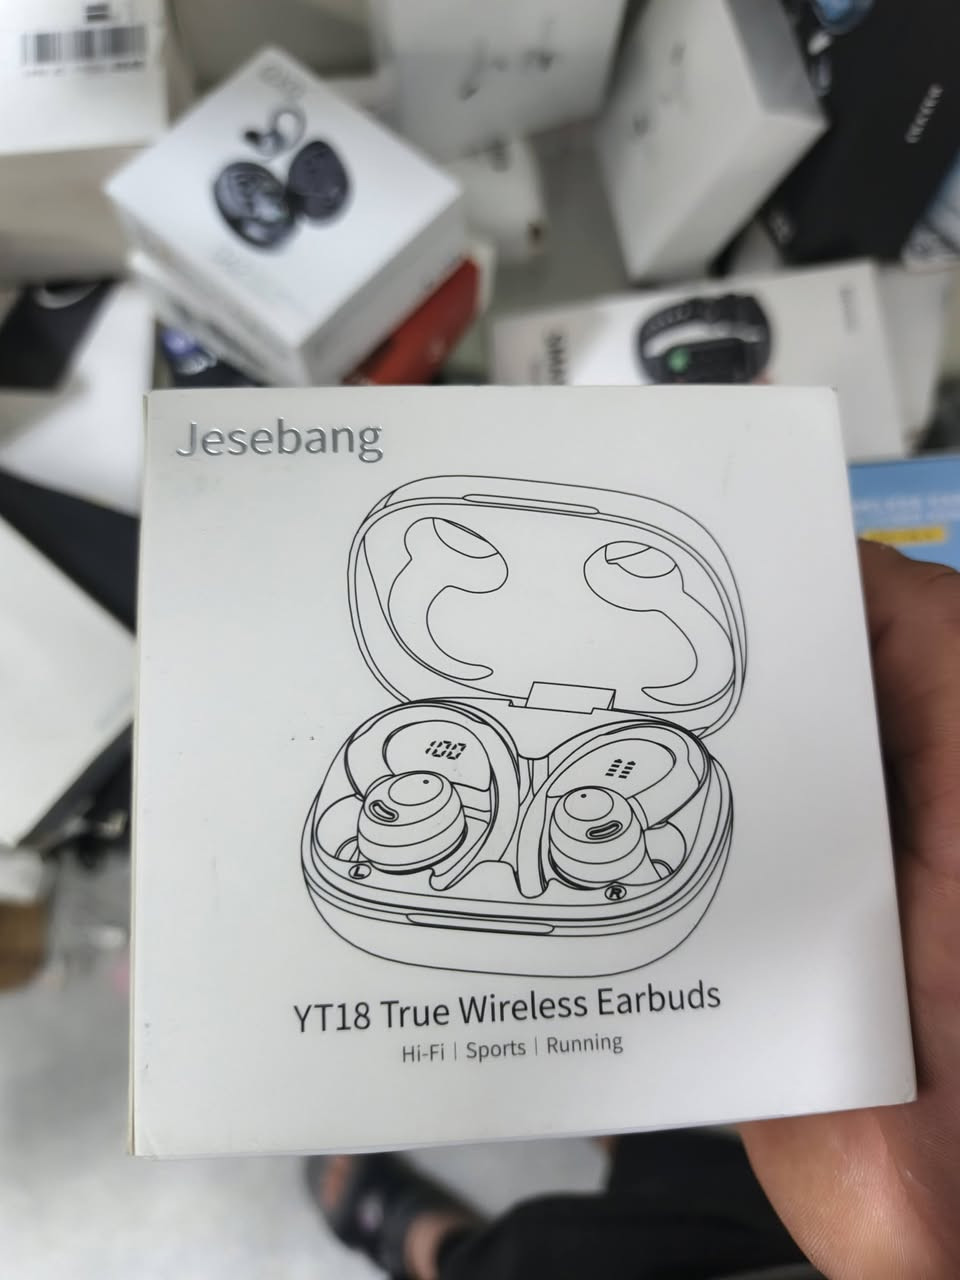 Jesebang
100
L
R
YT18 True Wireless Earbuds
Hi-Fi | Sports | Running